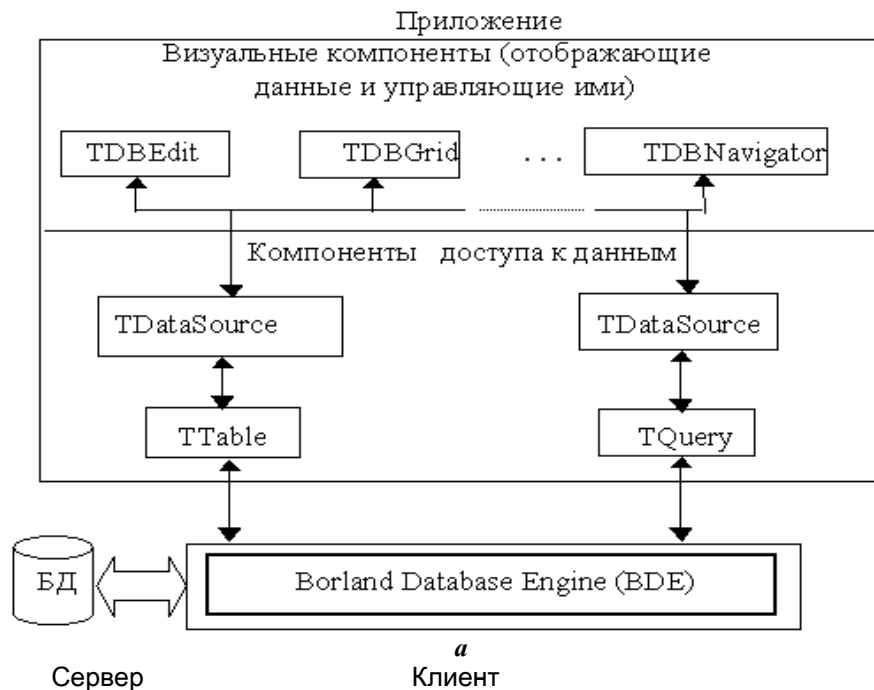 Приложение
Визуальные компоненты (отображающие
данные и управляющие ими)
TDBEdit
TDBGrid
. . .
TDBNavigator
Компоненты доступа к данным
TDataSource
TDataSource
TTable
TQuery
БД
Borland Database Engine (BDE)
а
Сервер
Клиент